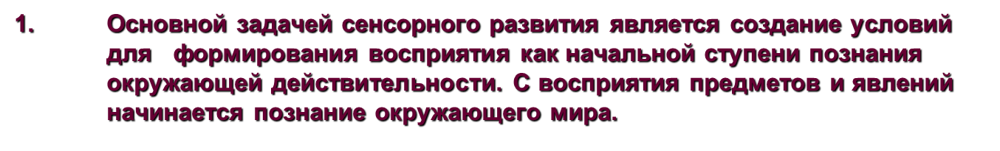 1. Основной задачей сенсорного развития является создание условий
для формирования восприятия как начальной ступени познания
окружающей действительности. С восприятия предметов и явлений
начинается познание окружающего мира.